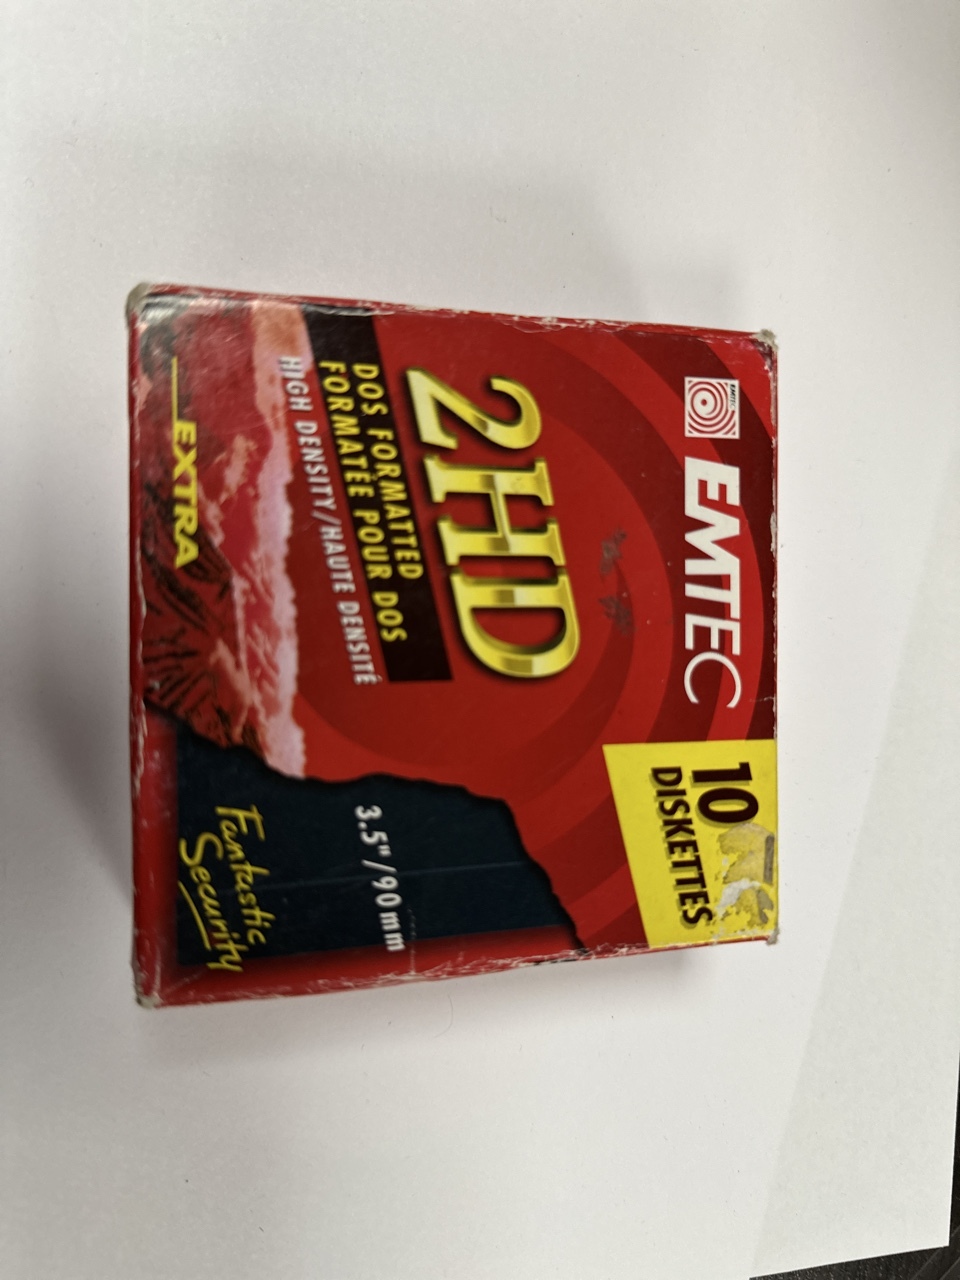 EMTEC
EMTEC
10
DISKETTES
2HD
DOS FORMATTED
FORMATÉE POUR DOS
HIGH DENSITY/HAUTE DENSITÉ
3.5" / 90 mm
EXTRA
Fantastic
Security